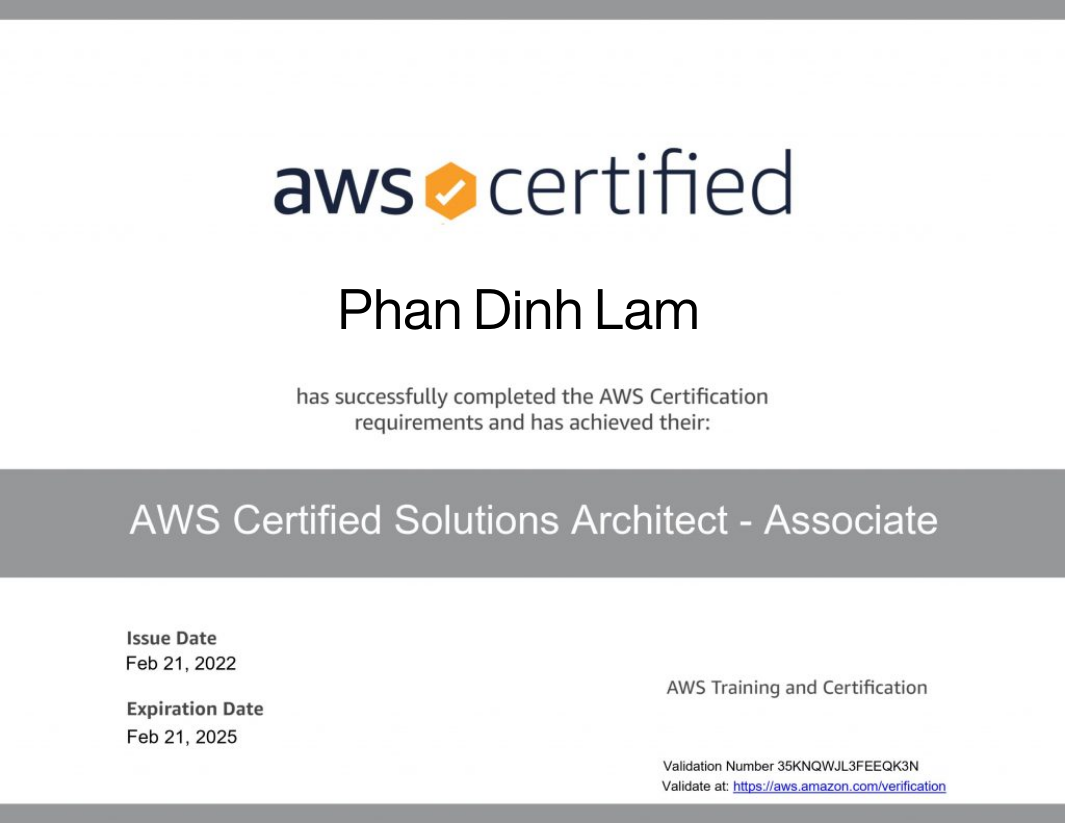 aws certified
Phan Dinh Lam
has successfully completed the AWS Certification
requirements and has achieved their:
AWS Certified Solutions Architect - Associate
Issue Date
Feb 21, 2022
Expiration Date
Feb 21, 2025
AWS Training and Certification
Validation Number 35KNQWJL3FEEQK3N
Validate at: https://aws.amazon.com/verification